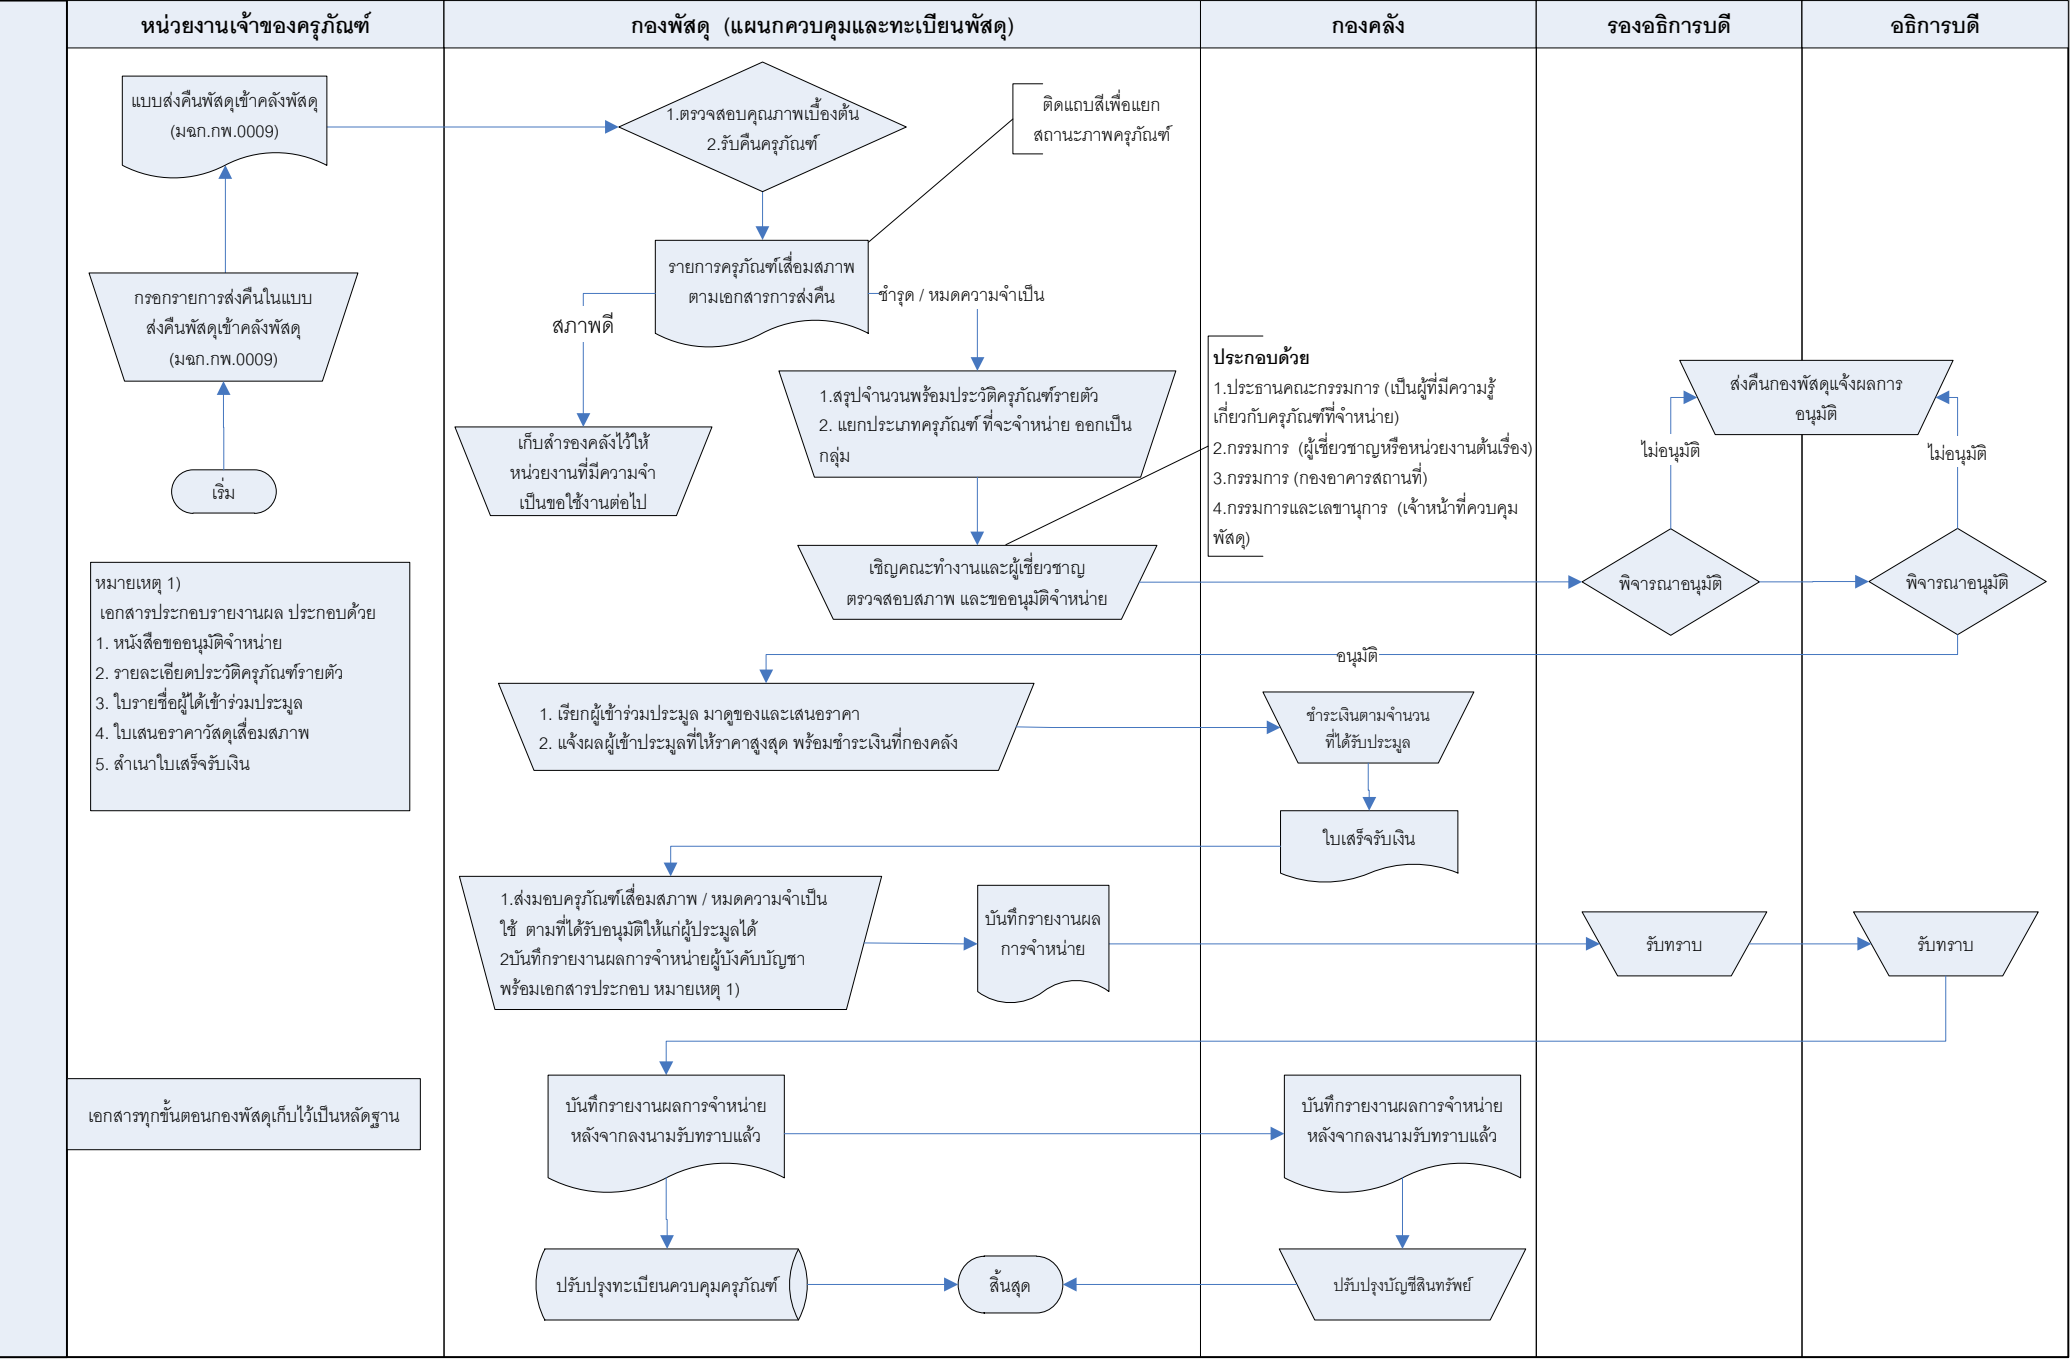 หน่วยงานเจ้าของครุภัณฑ์
กองพัสดุ (แผนกควบคุมและทะเบียนพัสดุ)
กองคลัง
รองอธิการบดี
อธิการบดี
แบบส่งคืนพัสดุเข้าคลังพัสดุ
(มฉก.กพ.0009)
1.ตรวจสอบคุณภาพเบื้องต้น
2.รับคืนครุภัณฑ์
ติดแถบสีเพื่อแยก
สถานะภาพครุภัณฑ์
กรอกรายการส่งคืนในแบบ
ส่งคืนพัสดุเข้าคลังพัสดุ
(มฉก.กพ.0009)
เริ่ม
รายการครุภัณฑ์เสื่อมสภาพ
ตามเอกสารการส่งคืน
สภาพดี
ชำรุด / หมดความจำเป็น
เก็บสำรองคลังไว้ให้
หน่วยงานที่มีความจำ
เป็นขอใช้งานต่อไป
1.สรุปจำนวนพร้อมประวัติครุภัณฑ์รายตัว
2. แยกประเภทครุภัณฑ์ ที่จะจำหน่าย ออกเป็น
กลุ่ม
ประกอบด้วย
1.ประธานคณะกรรมการ (เป็นผู้ที่มีความรู้
เกี่ยวกับครุภัณฑ์ที่จำหน่าย)
2.กรรมการ (ผู้เชี่ยวชาญหรือหน่วยงานต้นเรื่อง)
3.กรรมการ (กองอาคารสถานที่)
4.กรรมการและเลขานุการ (เจ้าหน้าที่ควบคุม
พัสดุ)
ส่งคืนกองพัสดุแจ้งผลการ
อนุมัติ
ไม่อนุมัติ
ไม่อนุมัติ
เชิญคณะทำงานและผู้เชี่ยวชาญ
ตรวจสอบสภาพ และขออนุมัติจำหน่าย
พิจารณาอนุมัติ
พิจารณาอนุมัติ
หมายเหตุ 1)
เอกสารประกอบรายงานผล ประกอบด้วย
1. หนังสือขออนุมัติจำหน่าย
2. รายละเอียดประวัติครุภัณฑ์รายตัว
3. ใบรายชื่อผู้ได้เข้าร่วมประมูล
4. ใบเสนอราคาวัสดุเสื่อมสภาพ
5. สำเนาใบเสร็จรับเงิน
อนุมัติ
1. เรียกผู้เข้าร่วมประมูล มาดูของและเสนอราคา
2. แจ้งผลผู้เข้าประมูลที่ให้ราคาสูงสุด พร้อมชำระเงินที่กองคลัง
ชำระเงินตามจำนวน
ที่ได้รับประมูล
ใบเสร็จรับเงิน
1.ส่งมอบครุภัณฑ์เสื่อมสภาพ / หมดความจำเป็น
ใช้ ตามที่ได้รับอนุมัติให้แก่ผู้ประมูลได้
2บันทึกรายงานผลการจำหน่ายผู้บังคับบัญชา
พร้อมเอกสารประกอบ หมายเหตุ 1)
บันทึกรายงานผล
การจำหน่าย
รับทราบ
รับทราบ
เอกสารทุกขั้นตอนกองพัสดุเก็บไว้เป็นหลัดฐาน
บันทึกรายงานผลการจำหน่าย
หลังจากลงนามรับทราบแล้ว
บันทึกรายงานผลการจำหน่าย
หลังจากลงนามรับทราบแล้ว
ปรับปรุงทะเบียนควบคุมครุภัณฑ์
สิ้นสุด
ปรับปรุงบัญชีสินทรัพย์